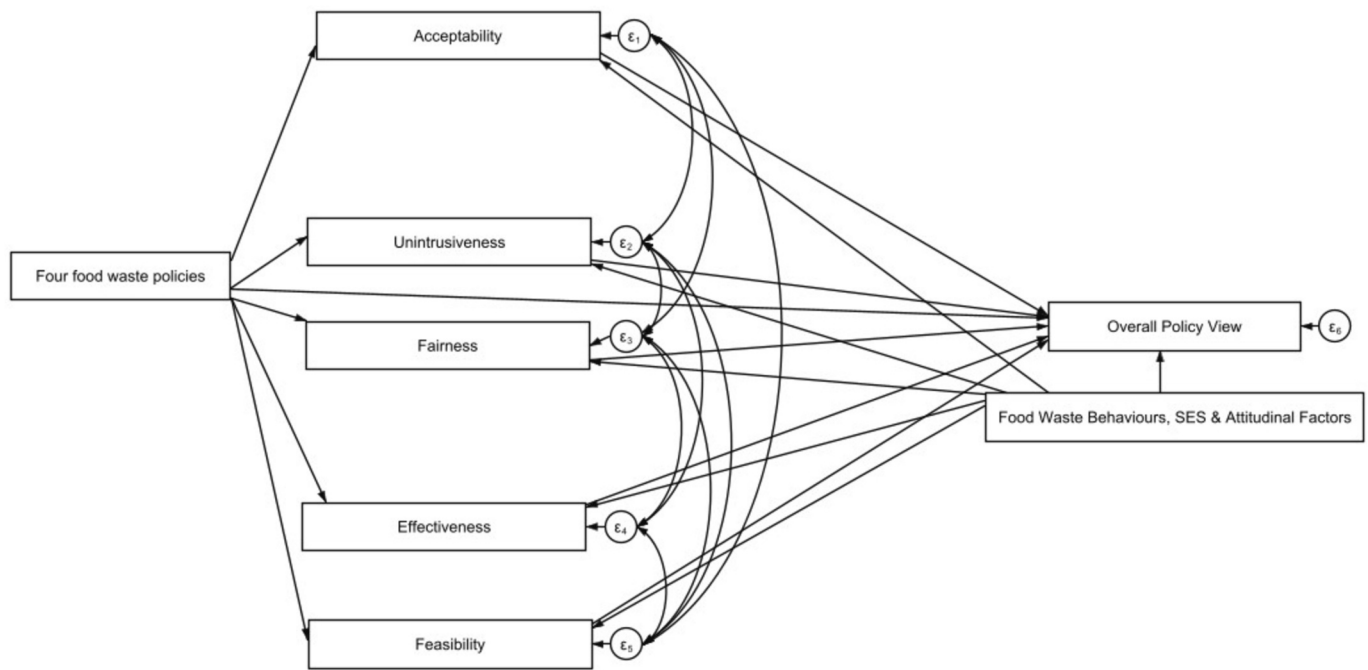 Acceptability
ε1
Unintrusiveness
ε2
Four food waste policies
Overall Policy View
ε6
Fairness
ε3
Food Waste Behaviours, SES & Attitudinal Factors
Effectiveness
ε4
Feasibility
ε5